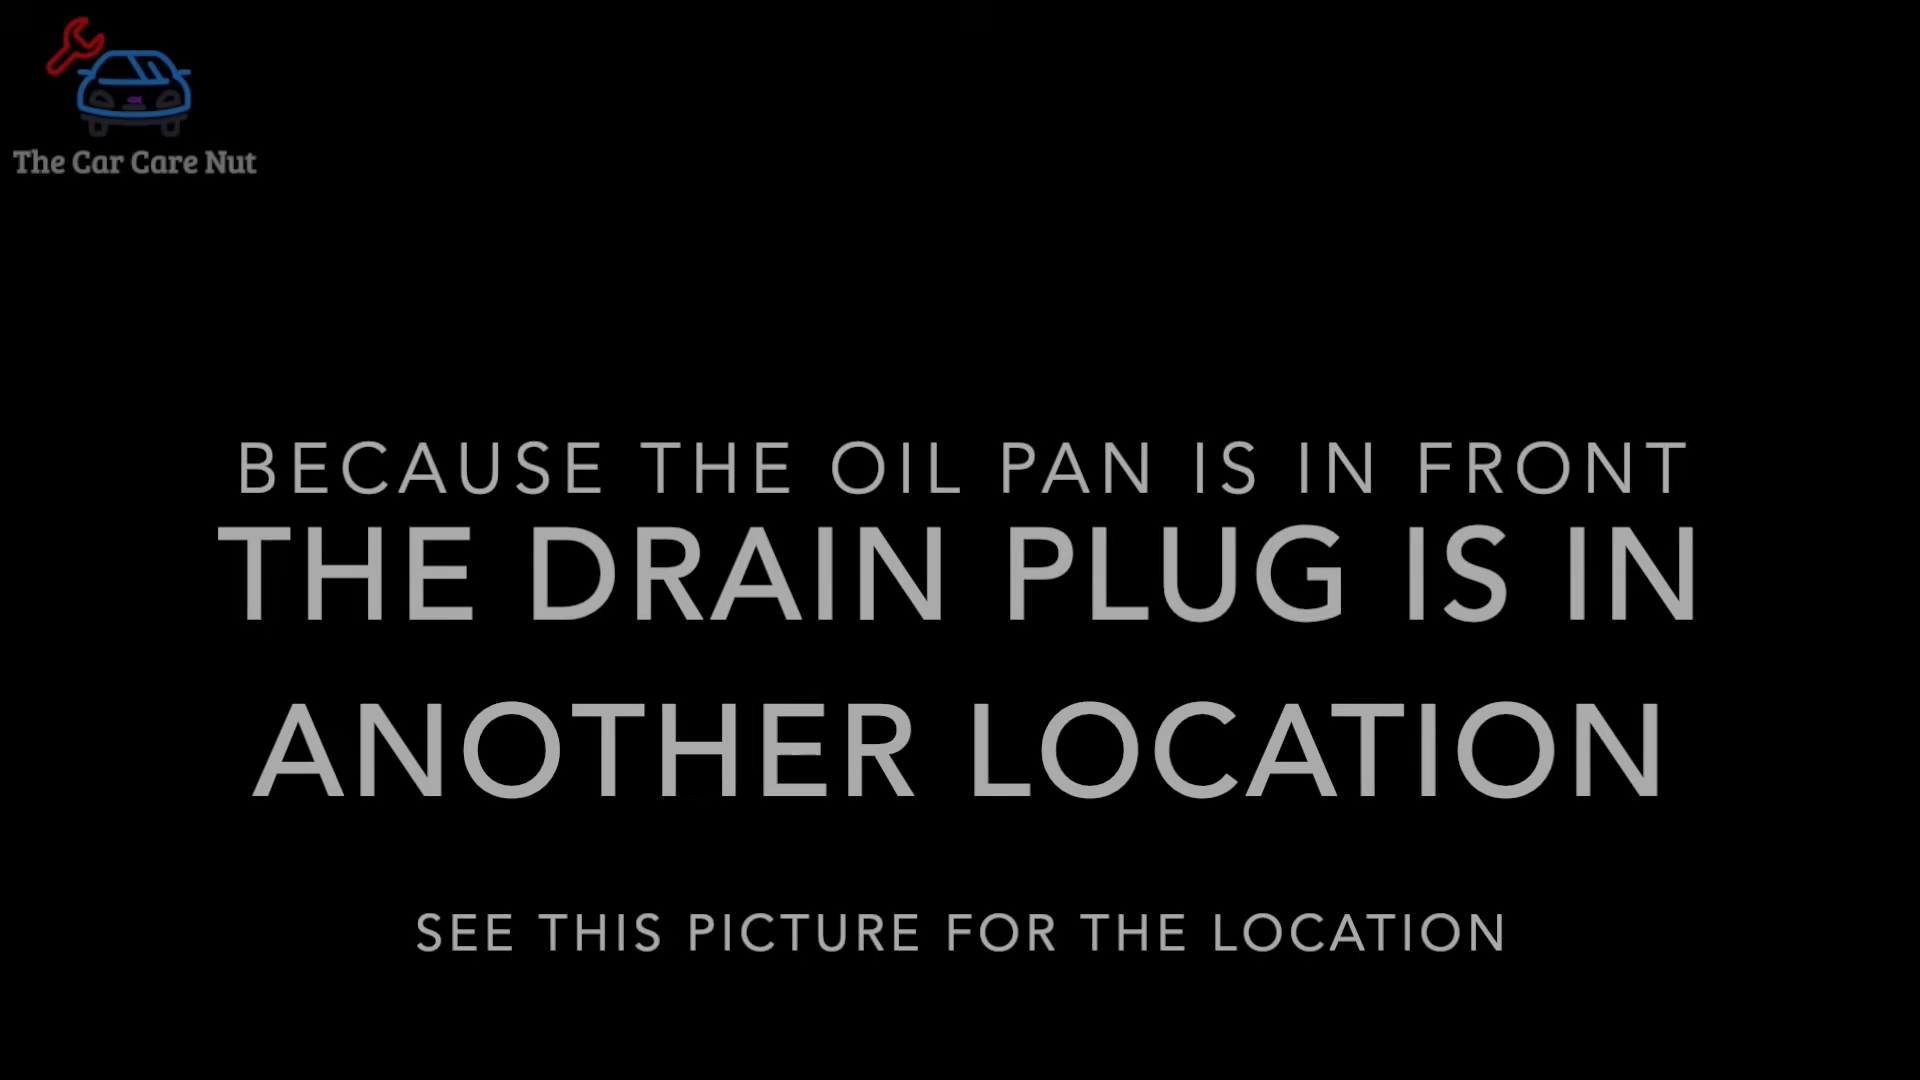 The Car Care Nut
BECAUSE THE OIL PAN IS IN FRONT
THE DRAIN PLUG IS IN
ANOTHER LOCATION
SEE THIS PICTURE FOR THE LOCATION